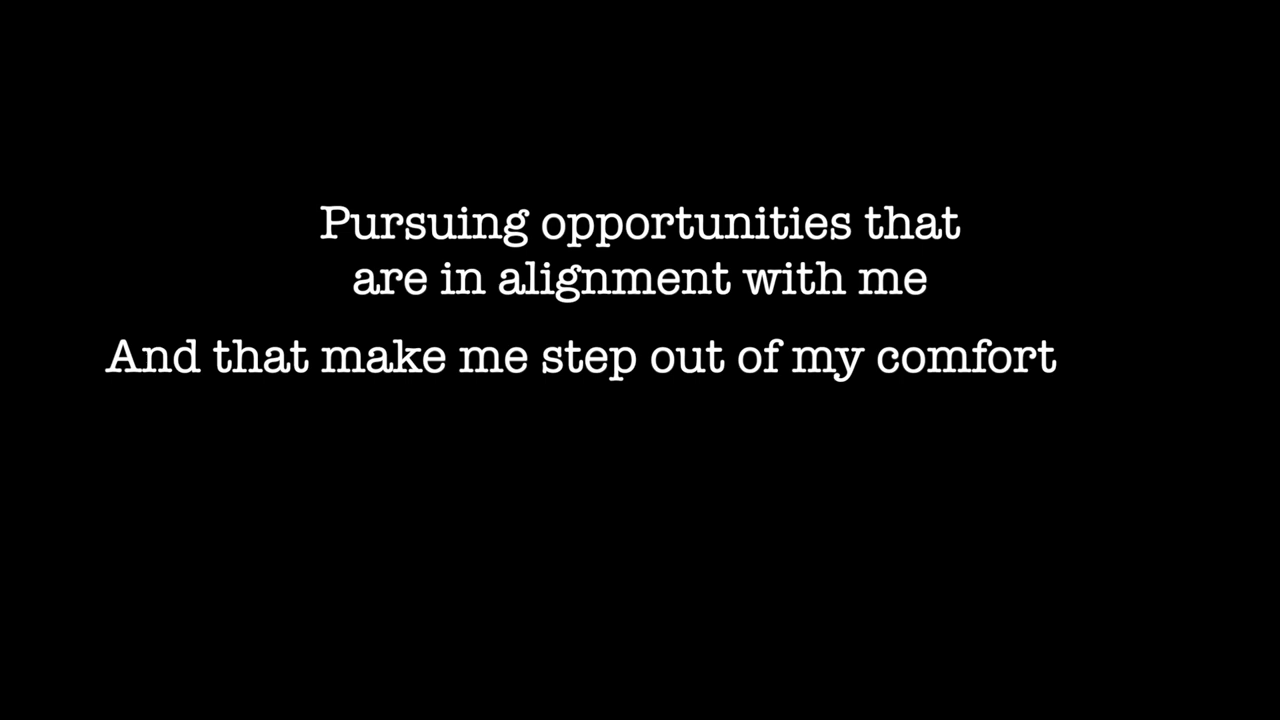 Pursuing opportunities that
are in alignment with me
And that make me step out of my comfort